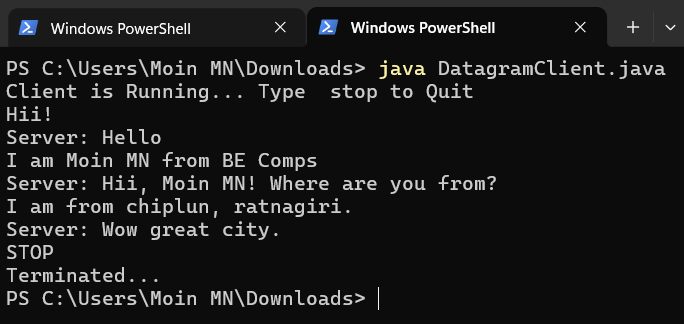 Windows PowerShell
Windows PowerShell
PS C:\Users\Moin MN\Downloads> java DatagramClient.java
Client is Running... Type  stop to Quit
Hii!
Server: Hello
I am Moin MN from BE Comps
Server: Hii, Moin MN! Where are you from?
I am from chiplun, ratnagiri.
Server: Wow great city.
STOP
Terminated...
PS C:\Users\Moin MN\Downloads>